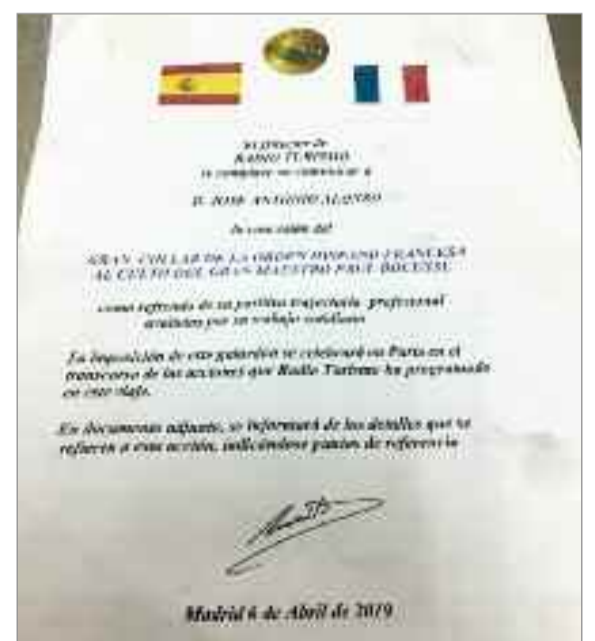 El Director de
RADIO TURISMO
se complace en comunicar a
D. JOSE ANTONIO ALONSO
la concesión del
GRAN COLLAR DE LA ORDEN HISPANO FRANCESA
AL CULTO DEL GRAN MAESTRO PAUL BOCUSE,
como refrendo de su positiva trayectoria profesional
por su trabajo cotidiano
La imposición de este galardón se celebrará en Paris en el
transcurso de las acciones que Radio Turismo ha programado
en este viaje.
En documento adjunto, se informará de los detalles que se
refieren a esta acción, indicándose pautas de referencia
Madrid 6 de Abril de 2019